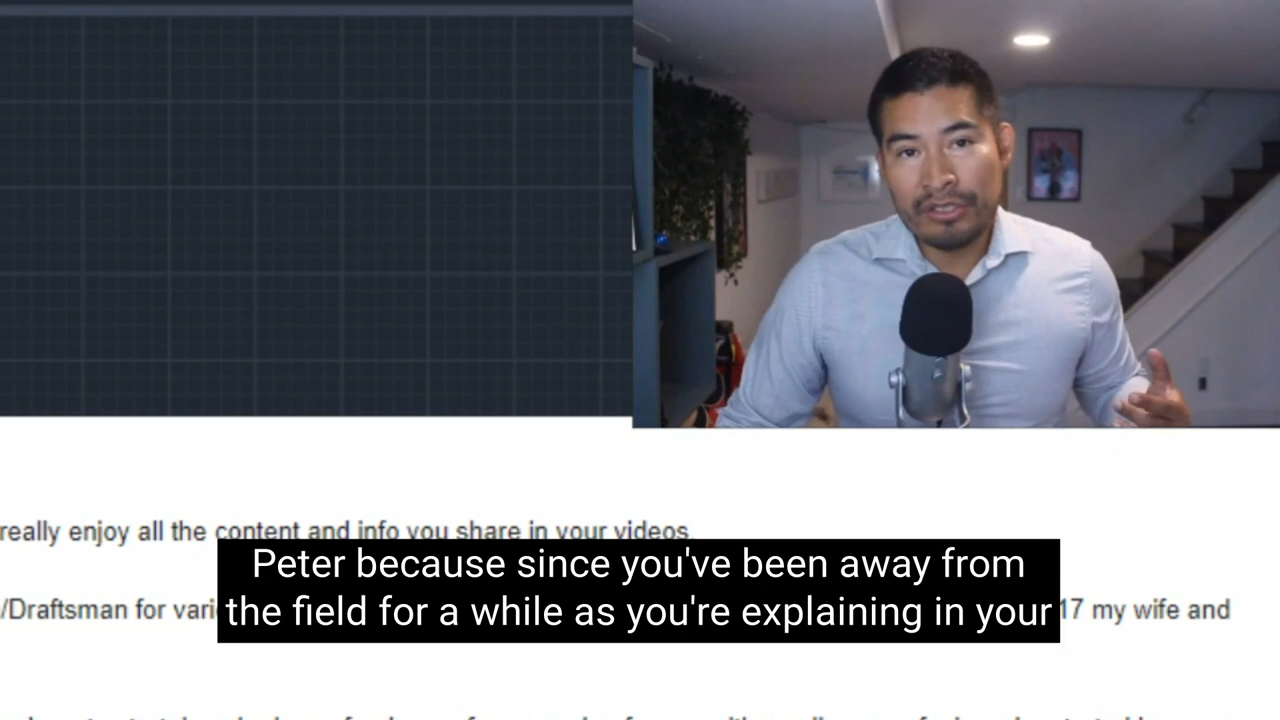 really enjoy all the content and info you share in your videos.
Peter because since you've been away from
the field for a while as you're explaining in your
/Draftsman for vari
17 my wife and